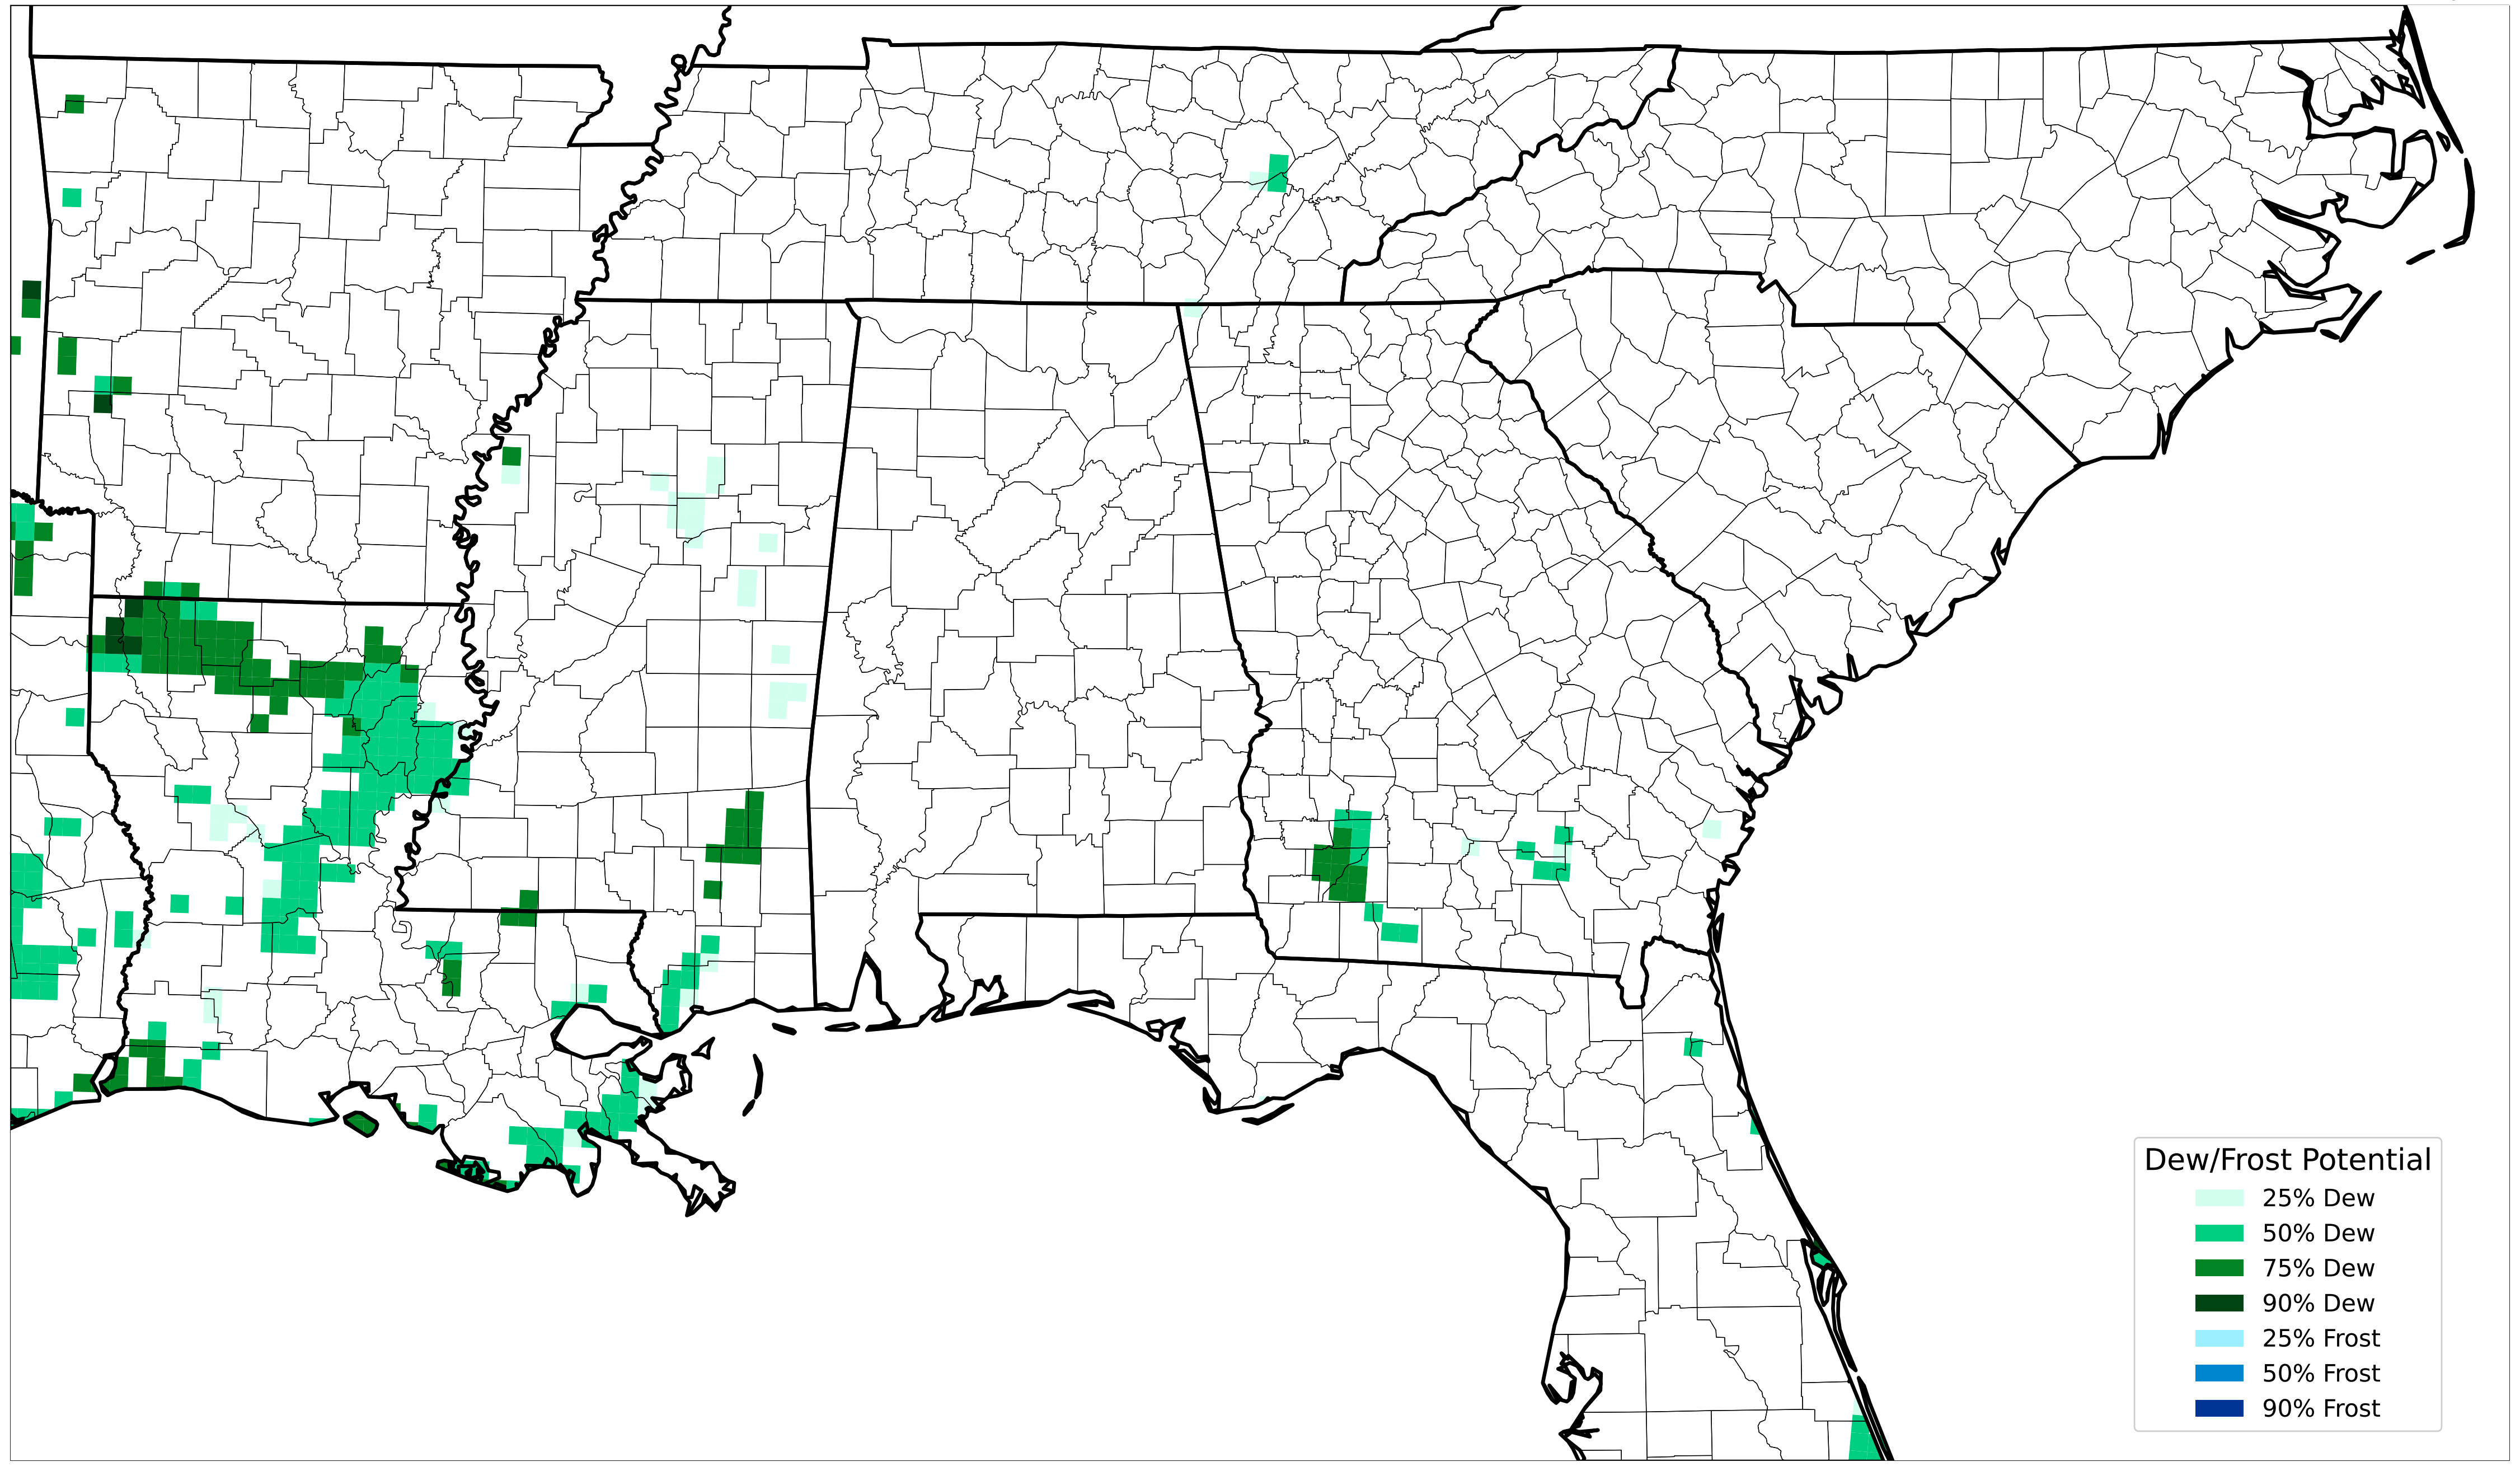 Dew/Frost Potential
25% Dew
50% Dew
75% Dew
90% Dew
25% Frost
50% Frost
90% Frost